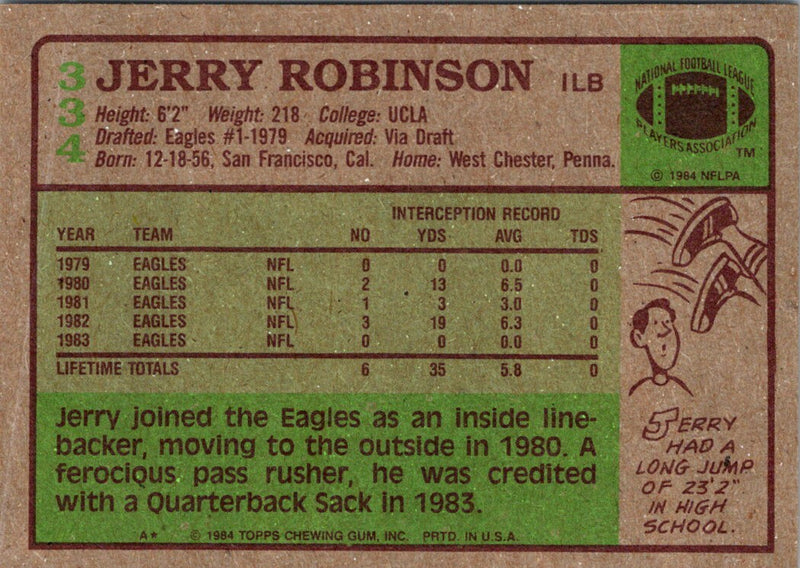 334 JERRY ROBINSON ILB
Height: 6'2" Weight: 218 College: UCLA
Drafted: Eagles #1-1979 Acquired: Via Draft
Born: 12-18-56, San Francisco, Cal. Home: West Chester, Penna.
NATIONAL FOOTBALL LEAGUE
PLAYERS ASSOCIATION
TM
© 1984 NFLPA
INTERCEPTION RECORD
YEAR TEAM NO YDS AVG TDS
1979 EAGLES NFL 0 0 0.0 0
1980 EAGLES NFL 2 13 6.5 0
1981 EAGLES NFL 1 3 3.0 0
1982 EAGLES NFL 3 19 6.3 0
1983 EAGLES NFL 0 0 0.0 0
LIFETIME TOTALS 6 35 5.8 0
Jerry joined the Eagles as an inside line-
backer, moving to the outside in 1980. A
ferocious pass rusher, he was credited
with a Quarterback Sack in 1983.
JERRY
HAD A
LONG JUMP
OF 23'2"
IN HIGH
SCHOOL.
A* © 1984 TOPPS CHEWING GUM, INC. PRTD. IN U.S.A.